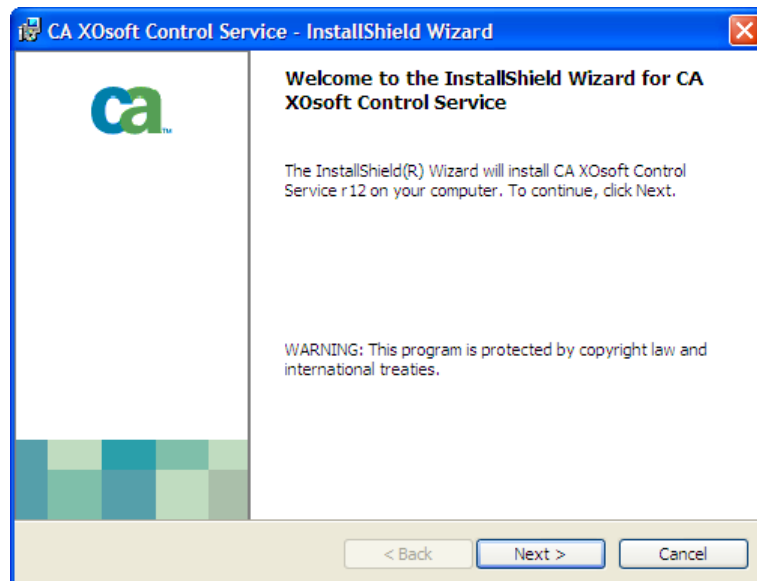 CA XOsoft Control Service - InstallShield Wizard
ca™
Welcome to the InstallShield Wizard for CA
XOsoft Control Service
The InstallShield(R) Wizard will install CA XOsoft Control
Service r12 on your computer. To continue, click Next.
WARNING: This program is protected by copyright law and
international treaties.
< Back
Next >
Cancel